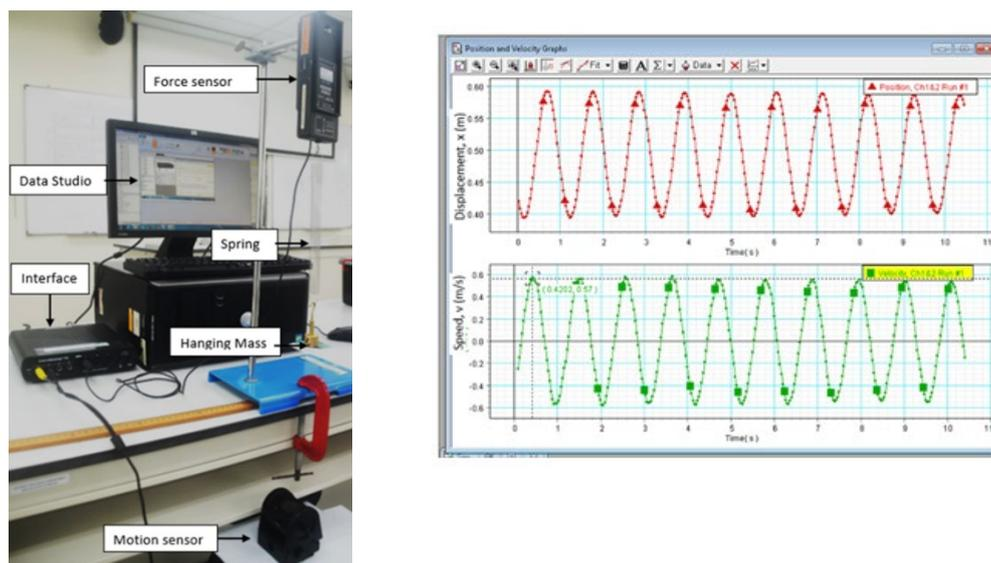 Force sensor
Data Studio
Spring
Interface
Hanging Mass
Motion sensor
Position and Velocity Graphs
Fit
A
Σ
Data
Position, Ch1&2 Run #1
Displacement, x (m)
0.60
0.55
0.50
0.45
0.40
0 1 2 3 4 5 6 7 8 9 10 11
Time( s )
Velocity, Ch1&2 Run #1
( 0.4202, 0.57 )
Speed, v (m/s)
0.6
0.4
0.2
0.0
-0.2
-0.4
-0.6
0 1 2 3 4 5 6 7 8 9 10 11
Time( s )